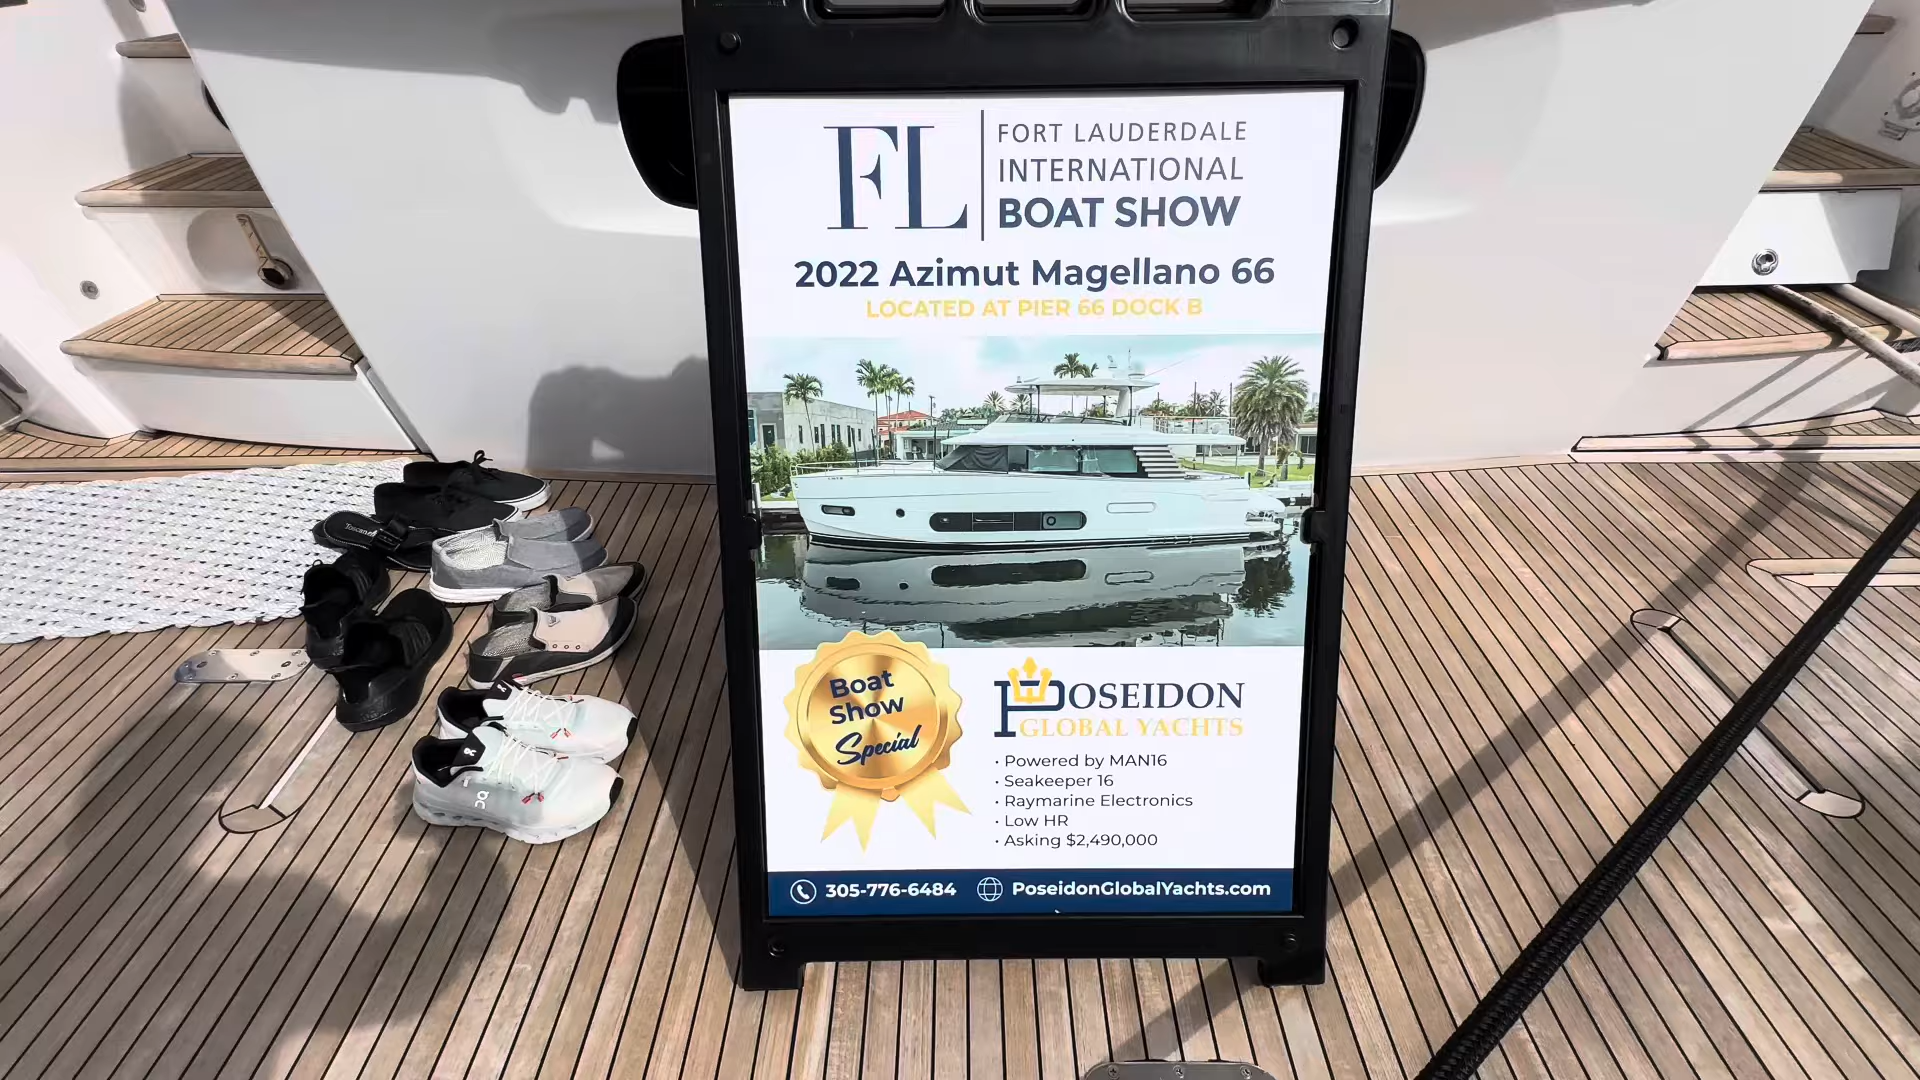 FL
FORT LAUDERDALE
INTERNATIONAL
BOAT SHOW
2022 Azimut Magellano 66
LOCATED AT PIER 66 DOCK B
Boat
Show
Special
POSEIDON
GLOBAL YACHTS
• Powered by MAN16
• Seakeeper 16
• Raymarine Electronics
• Low HR
• Asking $2,490,000
305-776-6484
PoseidonGlobalYachts.com